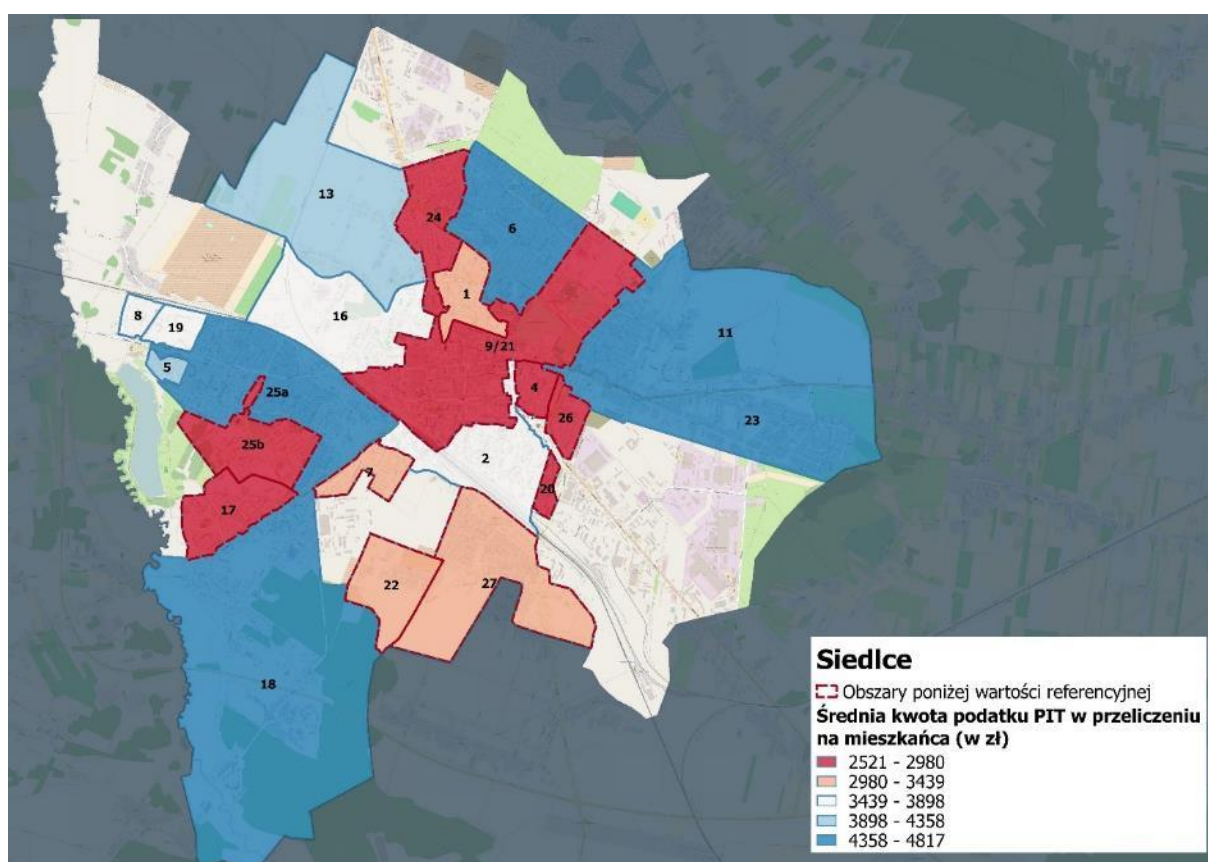 13
24
6
1
8
19
16
11
9/21
5
4
25a
26
23
25b
2
7
20
17
22
27
18
Siedlce
Obszary poniżej wartości referencyjnej
Średnia kwota podatku PIT w przeliczeniu
na mieszkańca (w zł)
2521 - 2980
2980 - 3439
3439 - 3898
3898 - 4358
4358 - 4817